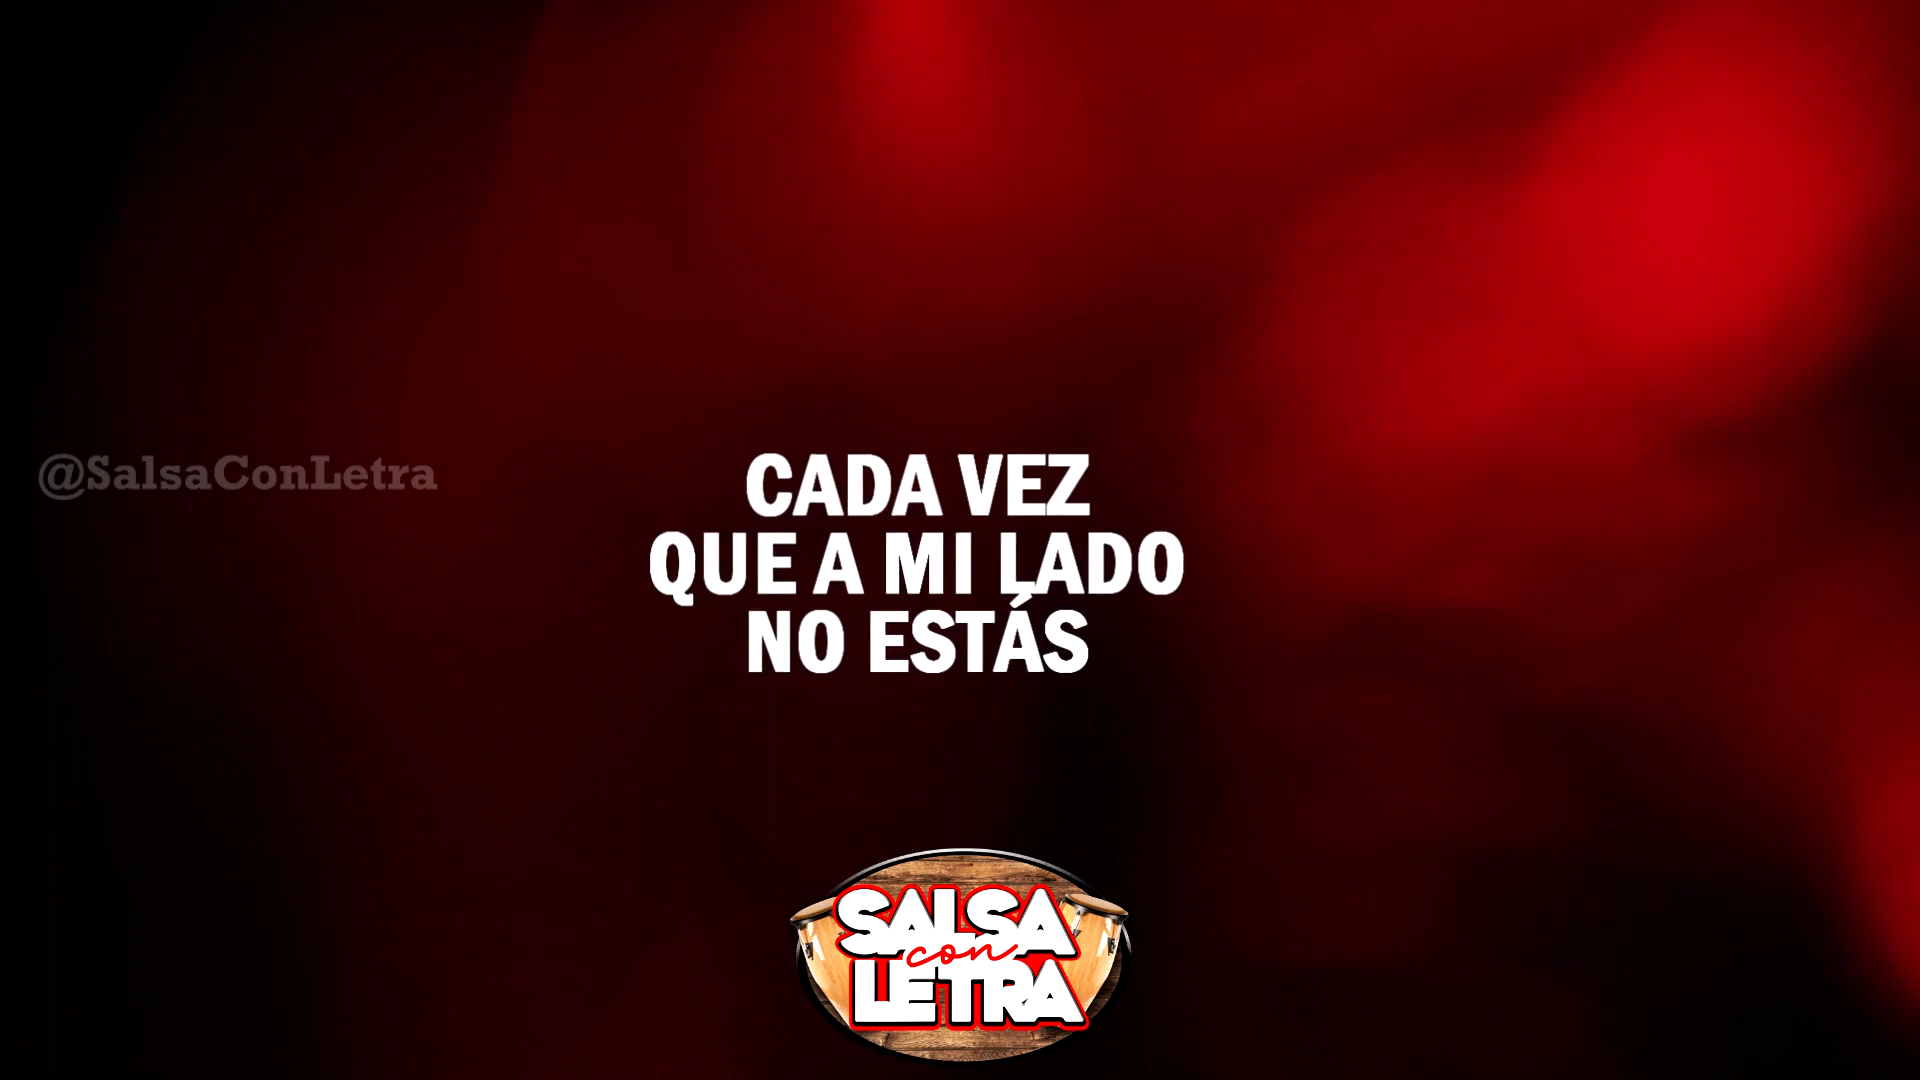 @SalsaConLetra
CADA VEZ
QUE A MI LADO
NO ESTÁS
SALSA
con
LETRA